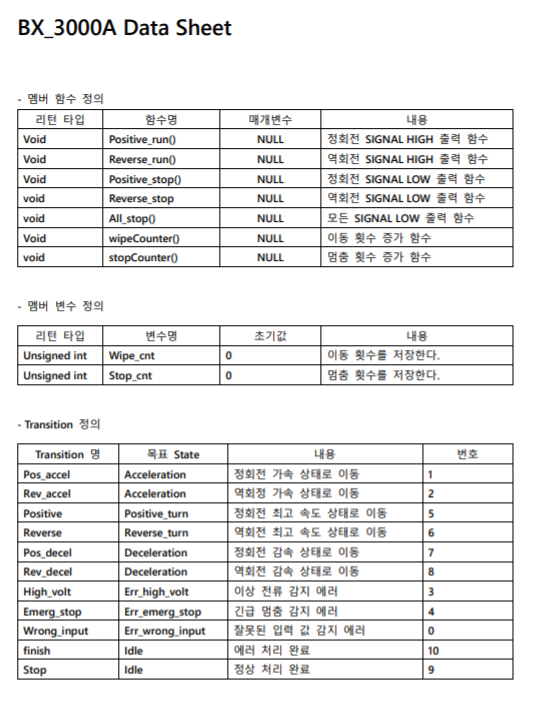 BX_3000A Data Sheet
- 멤버 함수 정의
리턴 타입 함수명 매개변수 내용
Void Positive_run() NULL 정회전 SIGNAL HIGH 출력 함수
Void Reverse_run() NULL 역회전 SIGNAL HIGH 출력 함수
Void Positive_stop() NULL 정회전 SIGNAL LOW 출력 함수
void Reverse_stop NULL 역회전 SIGNAL LOW 출력 함수
void All_stop() NULL 모든 SIGNAL LOW 출력 함수
Void wipeCounter() NULL 이동 횟수 증가 함수
void stopCounter() NULL 멈춤 횟수 증가 함수
- 멤버 변수 정의
리턴 타입 변수명 초기값 내용
Unsigned int Wipe_cnt 0 이동 횟수를 저장한다.
Unsigned int Stop_cnt 0 멈춤 횟수를 저장한다.
- Transition 정의
Transition 명 목표 State 내용 번호
Pos_accel Acceleration 정회전 가속 상태로 이동 1
Rev_accel Acceleration 역회정 가속 상태로 이동 2
Positive Positive_turn 정회전 최고 속도 상태로 이동 5
Reverse Reverse_turn 역회전 최고 속도 상태로 이동 6
Pos_decel Deceleration 정회전 감속 상태로 이동 7
Rev_decel Deceleration 역회전 감속 상태로 이동 8
High_volt Err_high_volt 이상 전류 감지 에러 3
Emerg_stop Err_emerg_stop 긴급 멈춤 감지 에러 4
Wrong_input Err_wrong_input 잘못된 입력 값 감지 에러 0
finish Idle 에러 처리 완료 10
Stop Idle 정상 처리 완료 9